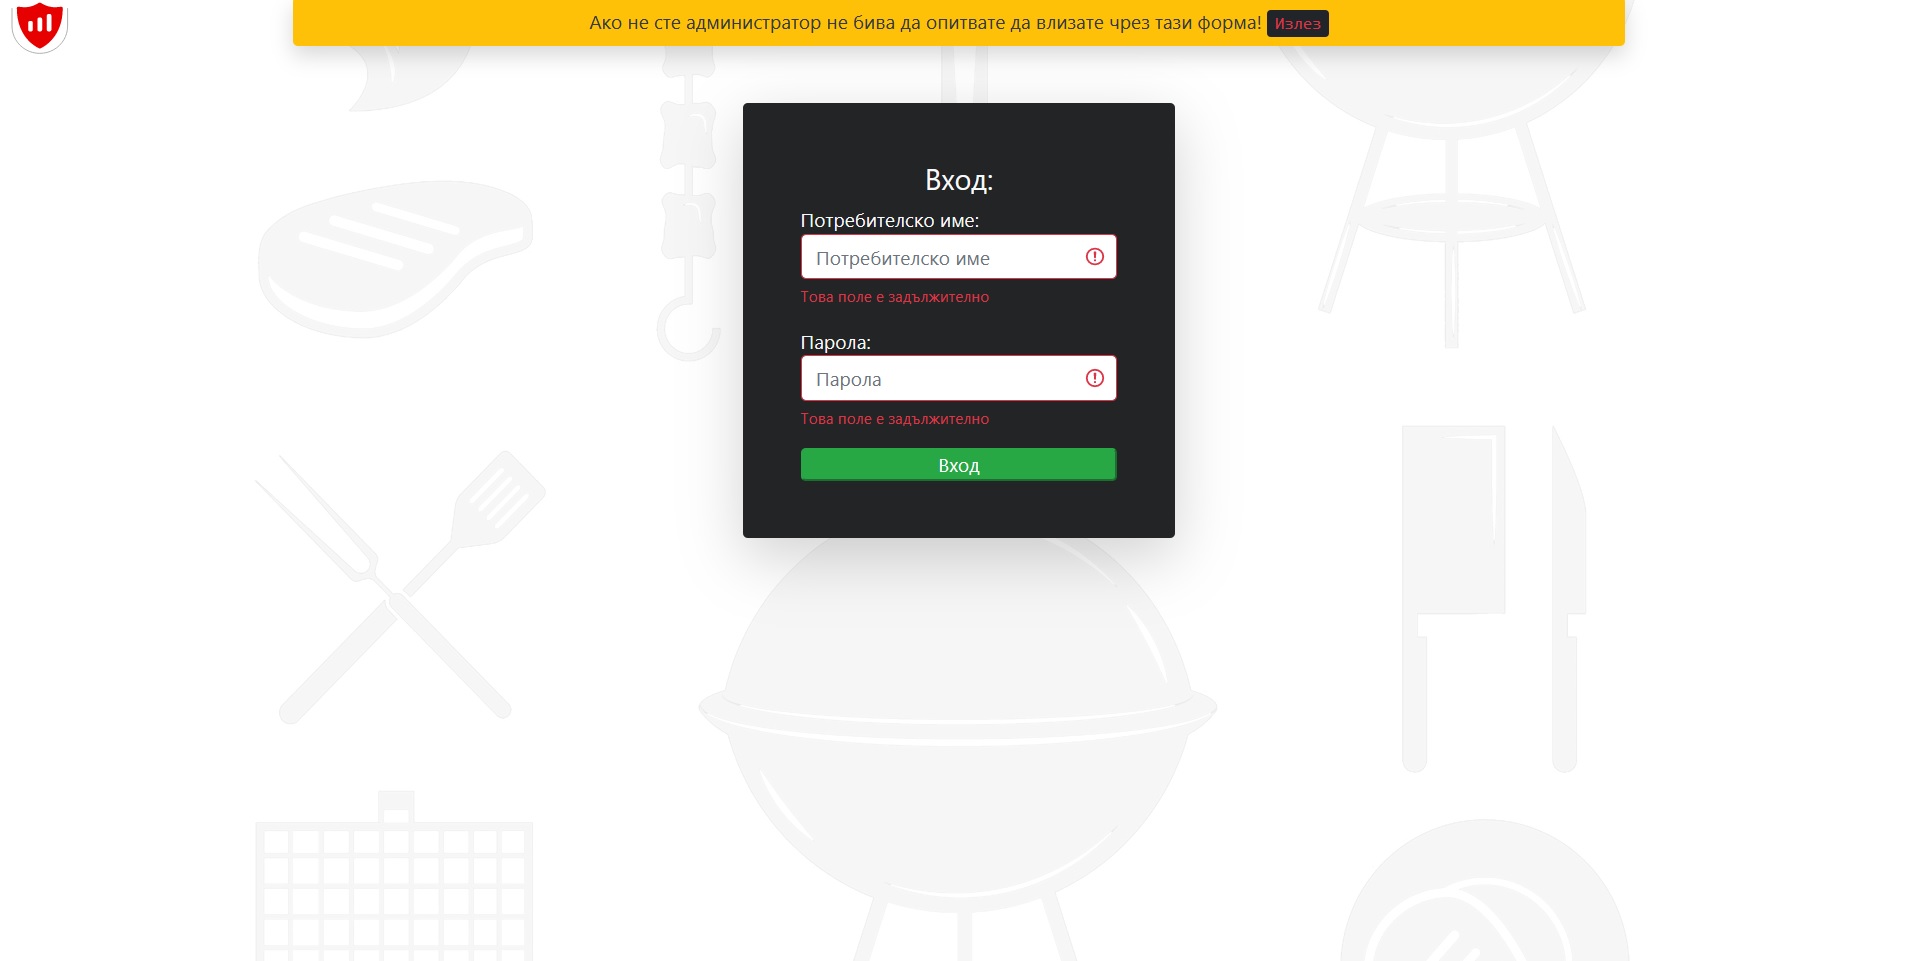 Ако не сте администратор не бива да опитвате да влизате чрез тази форма! Излез
Вход:
Потребителско име:
Потребителско име
Това поле е задължително
Парола:
Парола
Това поле е задължително
Вход